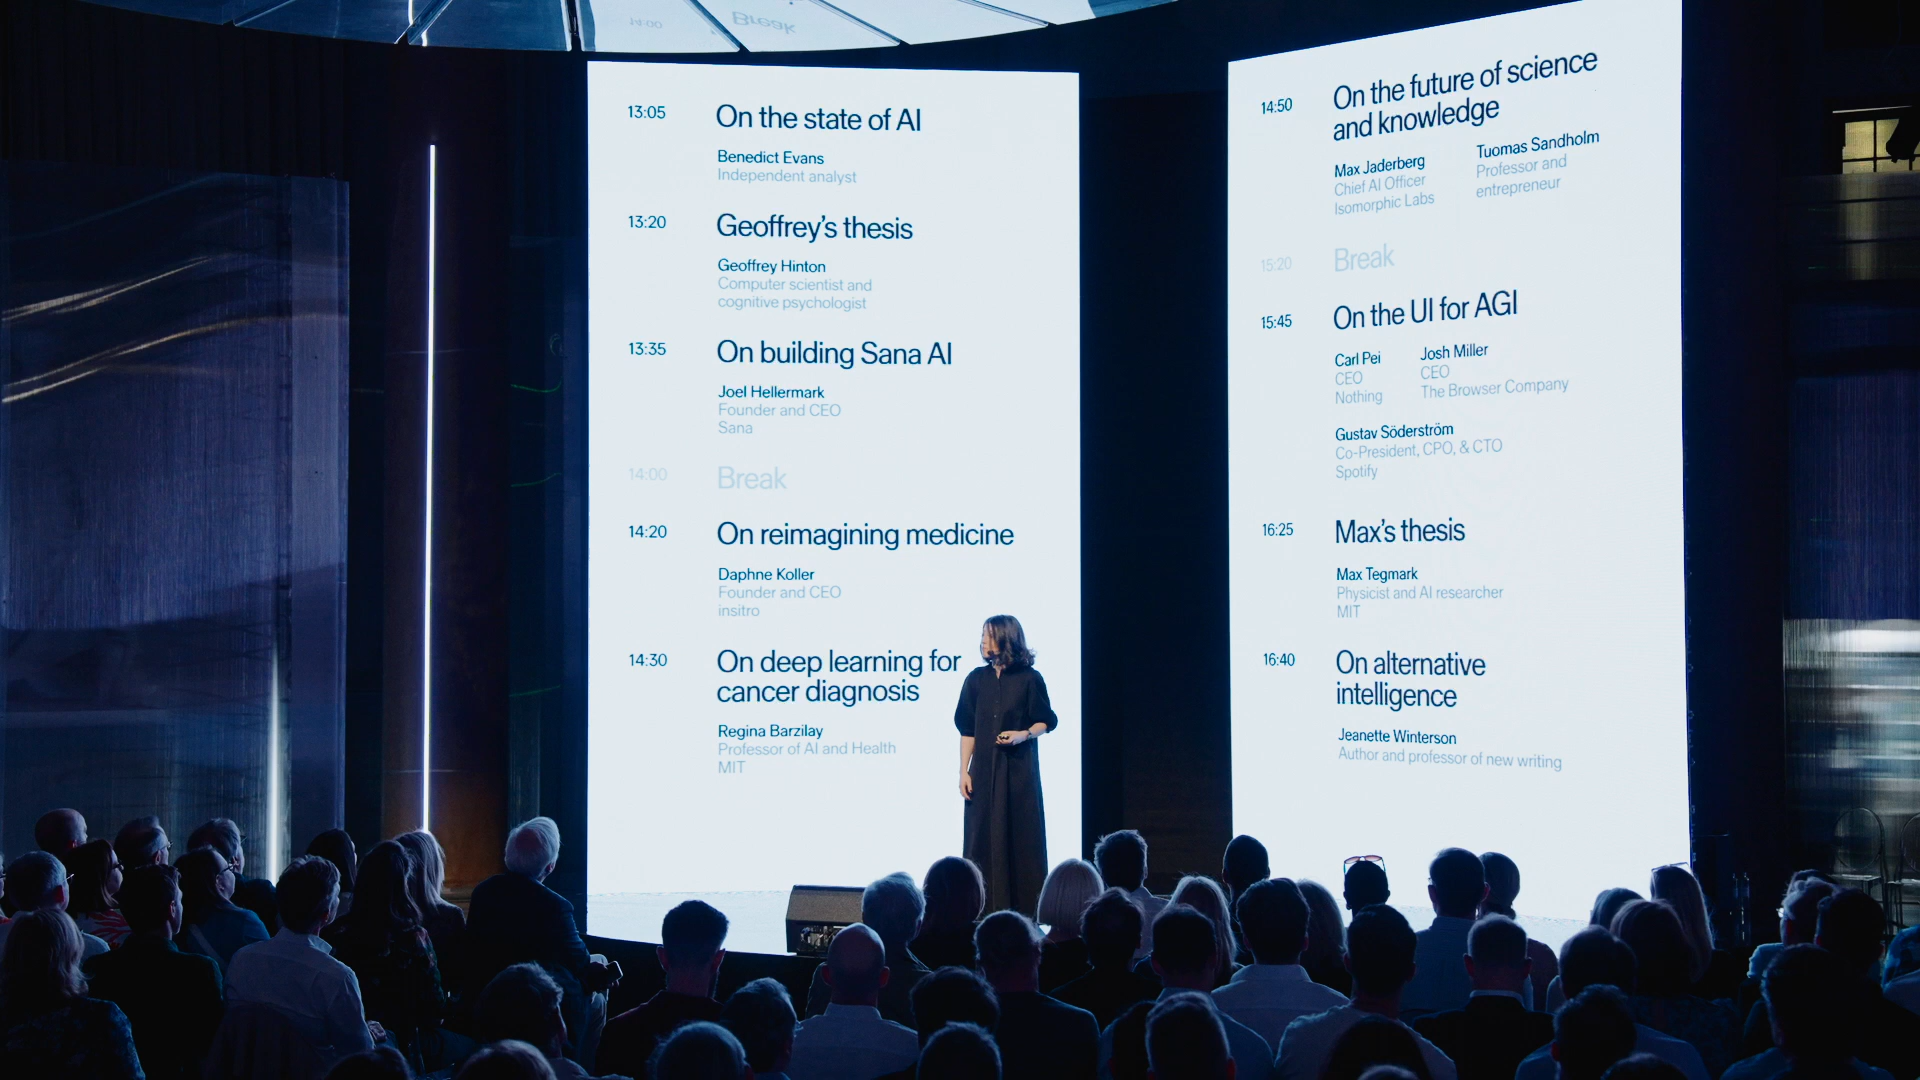 14:00 Break
13:05 On the state of AI
Benedict Evans
Independent analyst
13:20 Geoffrey’s thesis
Geoffrey Hinton
Computer scientist and
cognitive psychologist
13:35 On building Sana AI
Joel Hellermark
Founder and CEO
Sana
14:00 Break
14:20 On reimagining medicine
Daphne Koller
Founder and CEO
insitro
14:30 On deep learning for
cancer diagnosis
Regina Barzilay
Professor of AI and Health
MIT
14:50 On the future of science
and knowledge
Max Jaderberg
Chief AI Officer
Isomorphic Labs
Tuomas Sandholm
Professor and
entrepreneur
15:20 Break
15:45 On the UI for AGI
Carl Pei
CEO
Nothing
Josh Miller
CEO
The Browser Company
Gustav Söderström
Co-President, CPO, & CTO
Spotify
16:25 Max’s thesis
Max Tegmark
Physicist and AI researcher
MIT
16:40 On alternative
intelligence
Jeanette Winterson
Author and professor of new writing